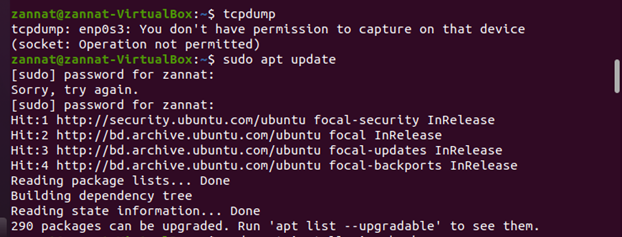 zannat@zannat-VirtualBox:~$ tcpdump
tcpdump: enp0s3: You don't have permission to capture on that device
(socket: Operation not permitted)
zannat@zannat-VirtualBox:~$ sudo apt update
[sudo] password for zannat:
Sorry, try again.
[sudo] password for zannat:
Hit:1 http://security.ubuntu.com/ubuntu focal-security InRelease
Hit:2 http://bd.archive.ubuntu.com/ubuntu focal InRelease
Hit:3 http://bd.archive.ubuntu.com/ubuntu focal-updates InRelease
Hit:4 http://bd.archive.ubuntu.com/ubuntu focal-backports InRelease
Reading package lists... Done
Building dependency tree
Reading state information... Done
290 packages can be upgraded. Run 'apt list --upgradable' to see them.